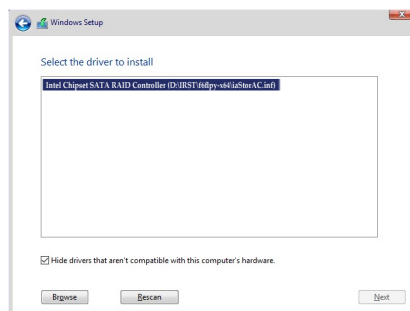 Windows Setup
Select the driver to install
Intel Chipset SATA RAID Controller (D:\IRST\f6flpy-x64\iaStorAC.inf)
Hide drivers that aren't compatible with this computer's hardware.
Browse
Rescan
Next